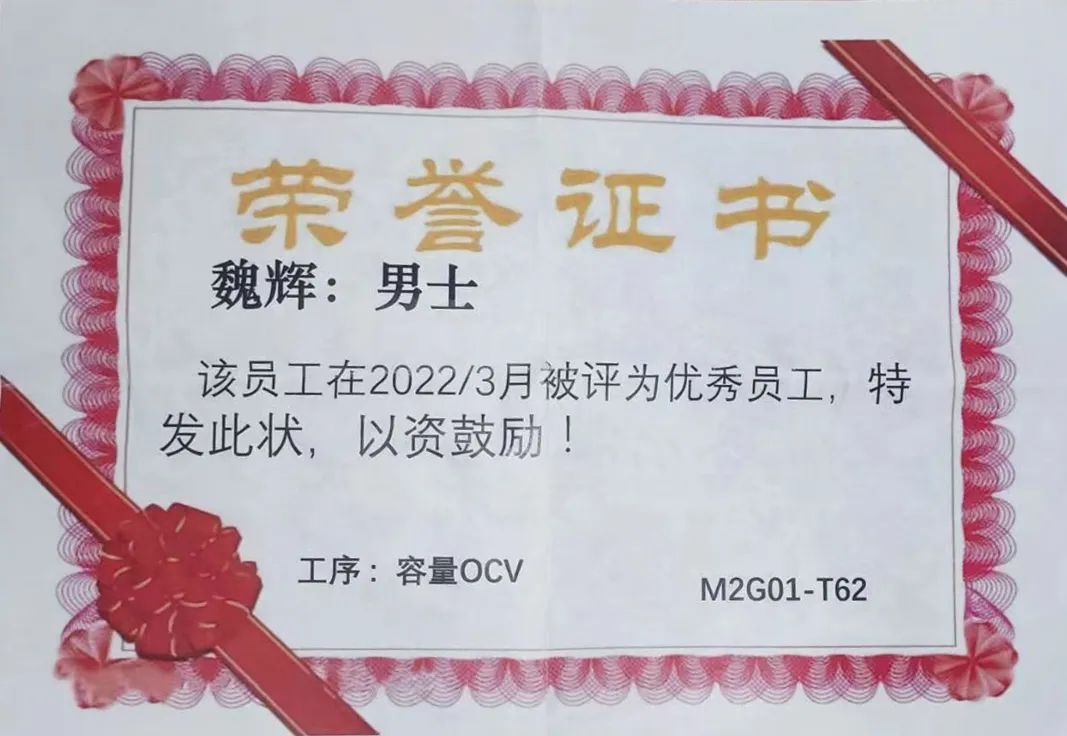 荣誉证书
魏辉：男士
该员工在2022/3月被评为优秀员工，特
发此状，以资鼓励！
工序：容量OCV
M2G01-T62